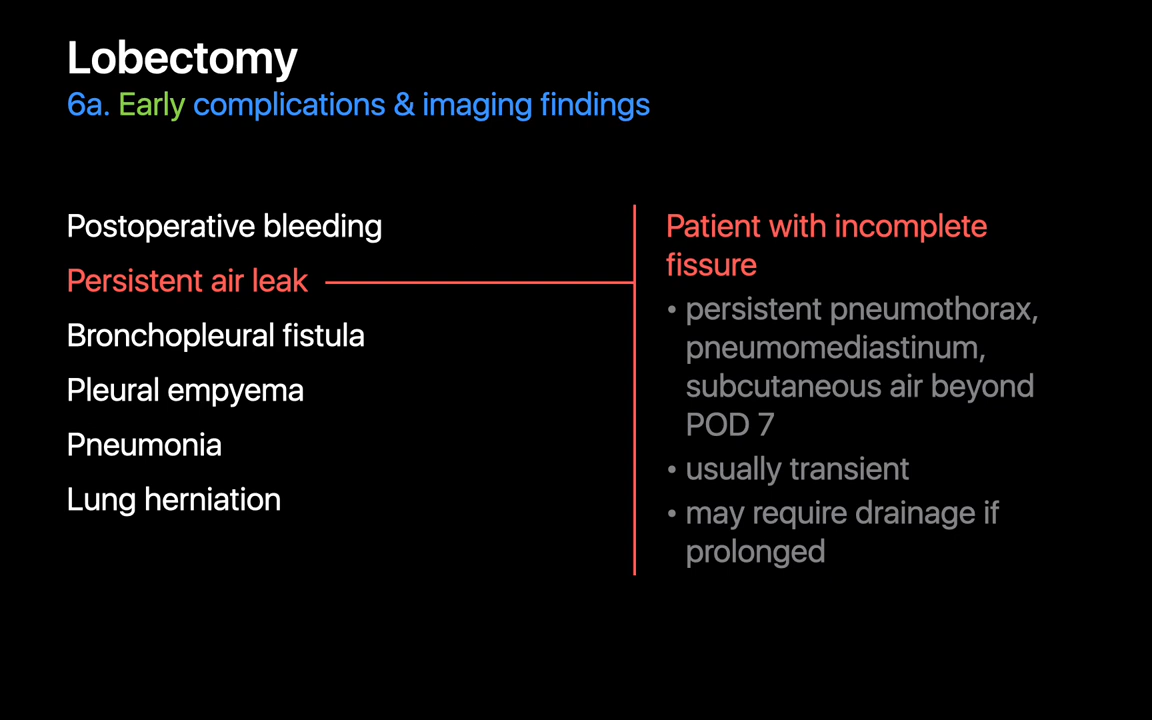 Lobectomy
6a. Early complications & imaging findings
Postoperative bleeding
Persistent air leak
Bronchopleural fistula
Pleural empyema
Pneumonia
Lung herniation
Patient with incomplete
fissure
• persistent pneumothorax,
pneumomediastinum,
subcutaneous air beyond
POD 7
• usually transient
• may require drainage if
prolonged